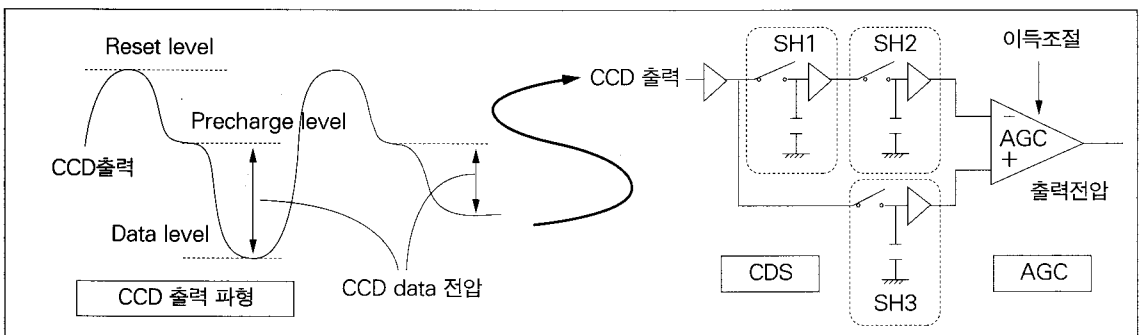 Reset level
Precharge level
CCD출력
Data level
CCD data 전압
CCD 출력 파형
CCD 출력
SH1
SH2
이득조절
−
AGC
+
출력전압
CDS
SH3
AGC